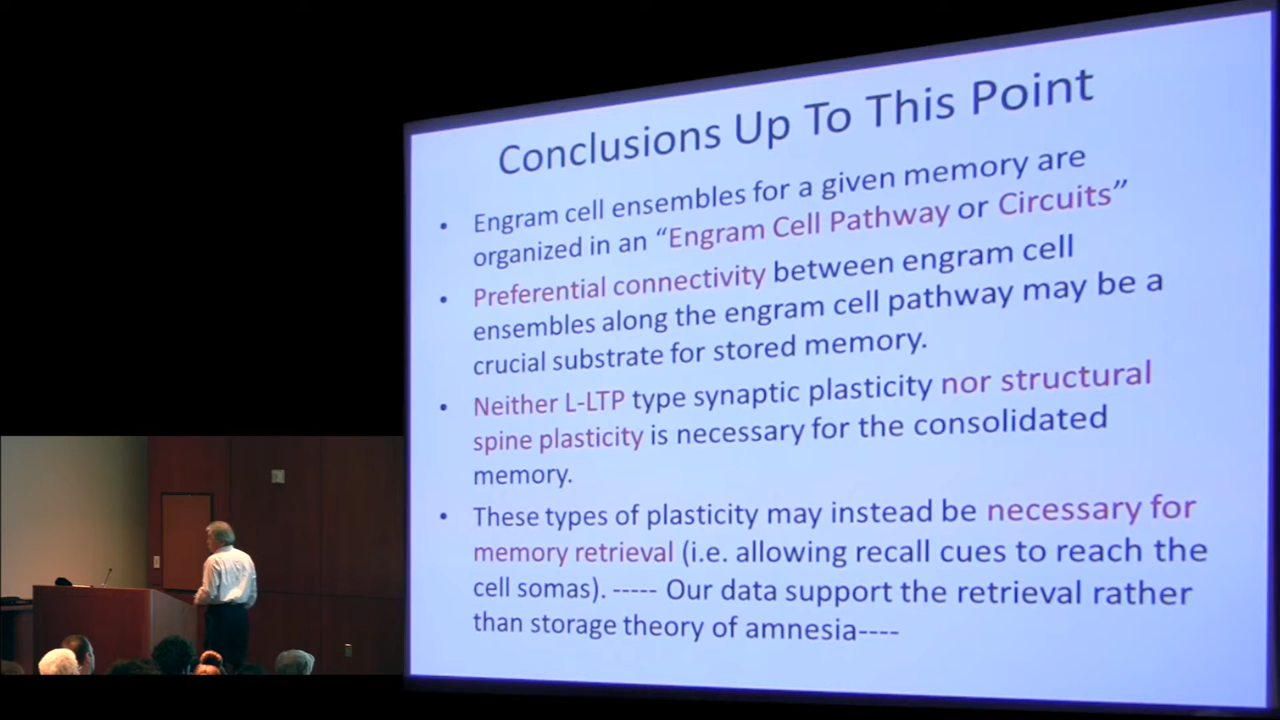 Conclusions Up To This Point
• Engram cell ensembles for a given memory are
organized in an “Engram Cell Pathway or Circuits”
• Preferential connectivity between engram cell
ensembles along the engram cell pathway may be a
crucial substrate for stored memory.
• Neither L-LTP type synaptic plasticity nor structural
spine plasticity is necessary for the consolidated
memory.
• These types of plasticity may instead be necessary for
memory retrieval (i.e. allowing recall cues to reach the
cell somas). ----- Our data support the retrieval rather
than storage theory of amnesia----